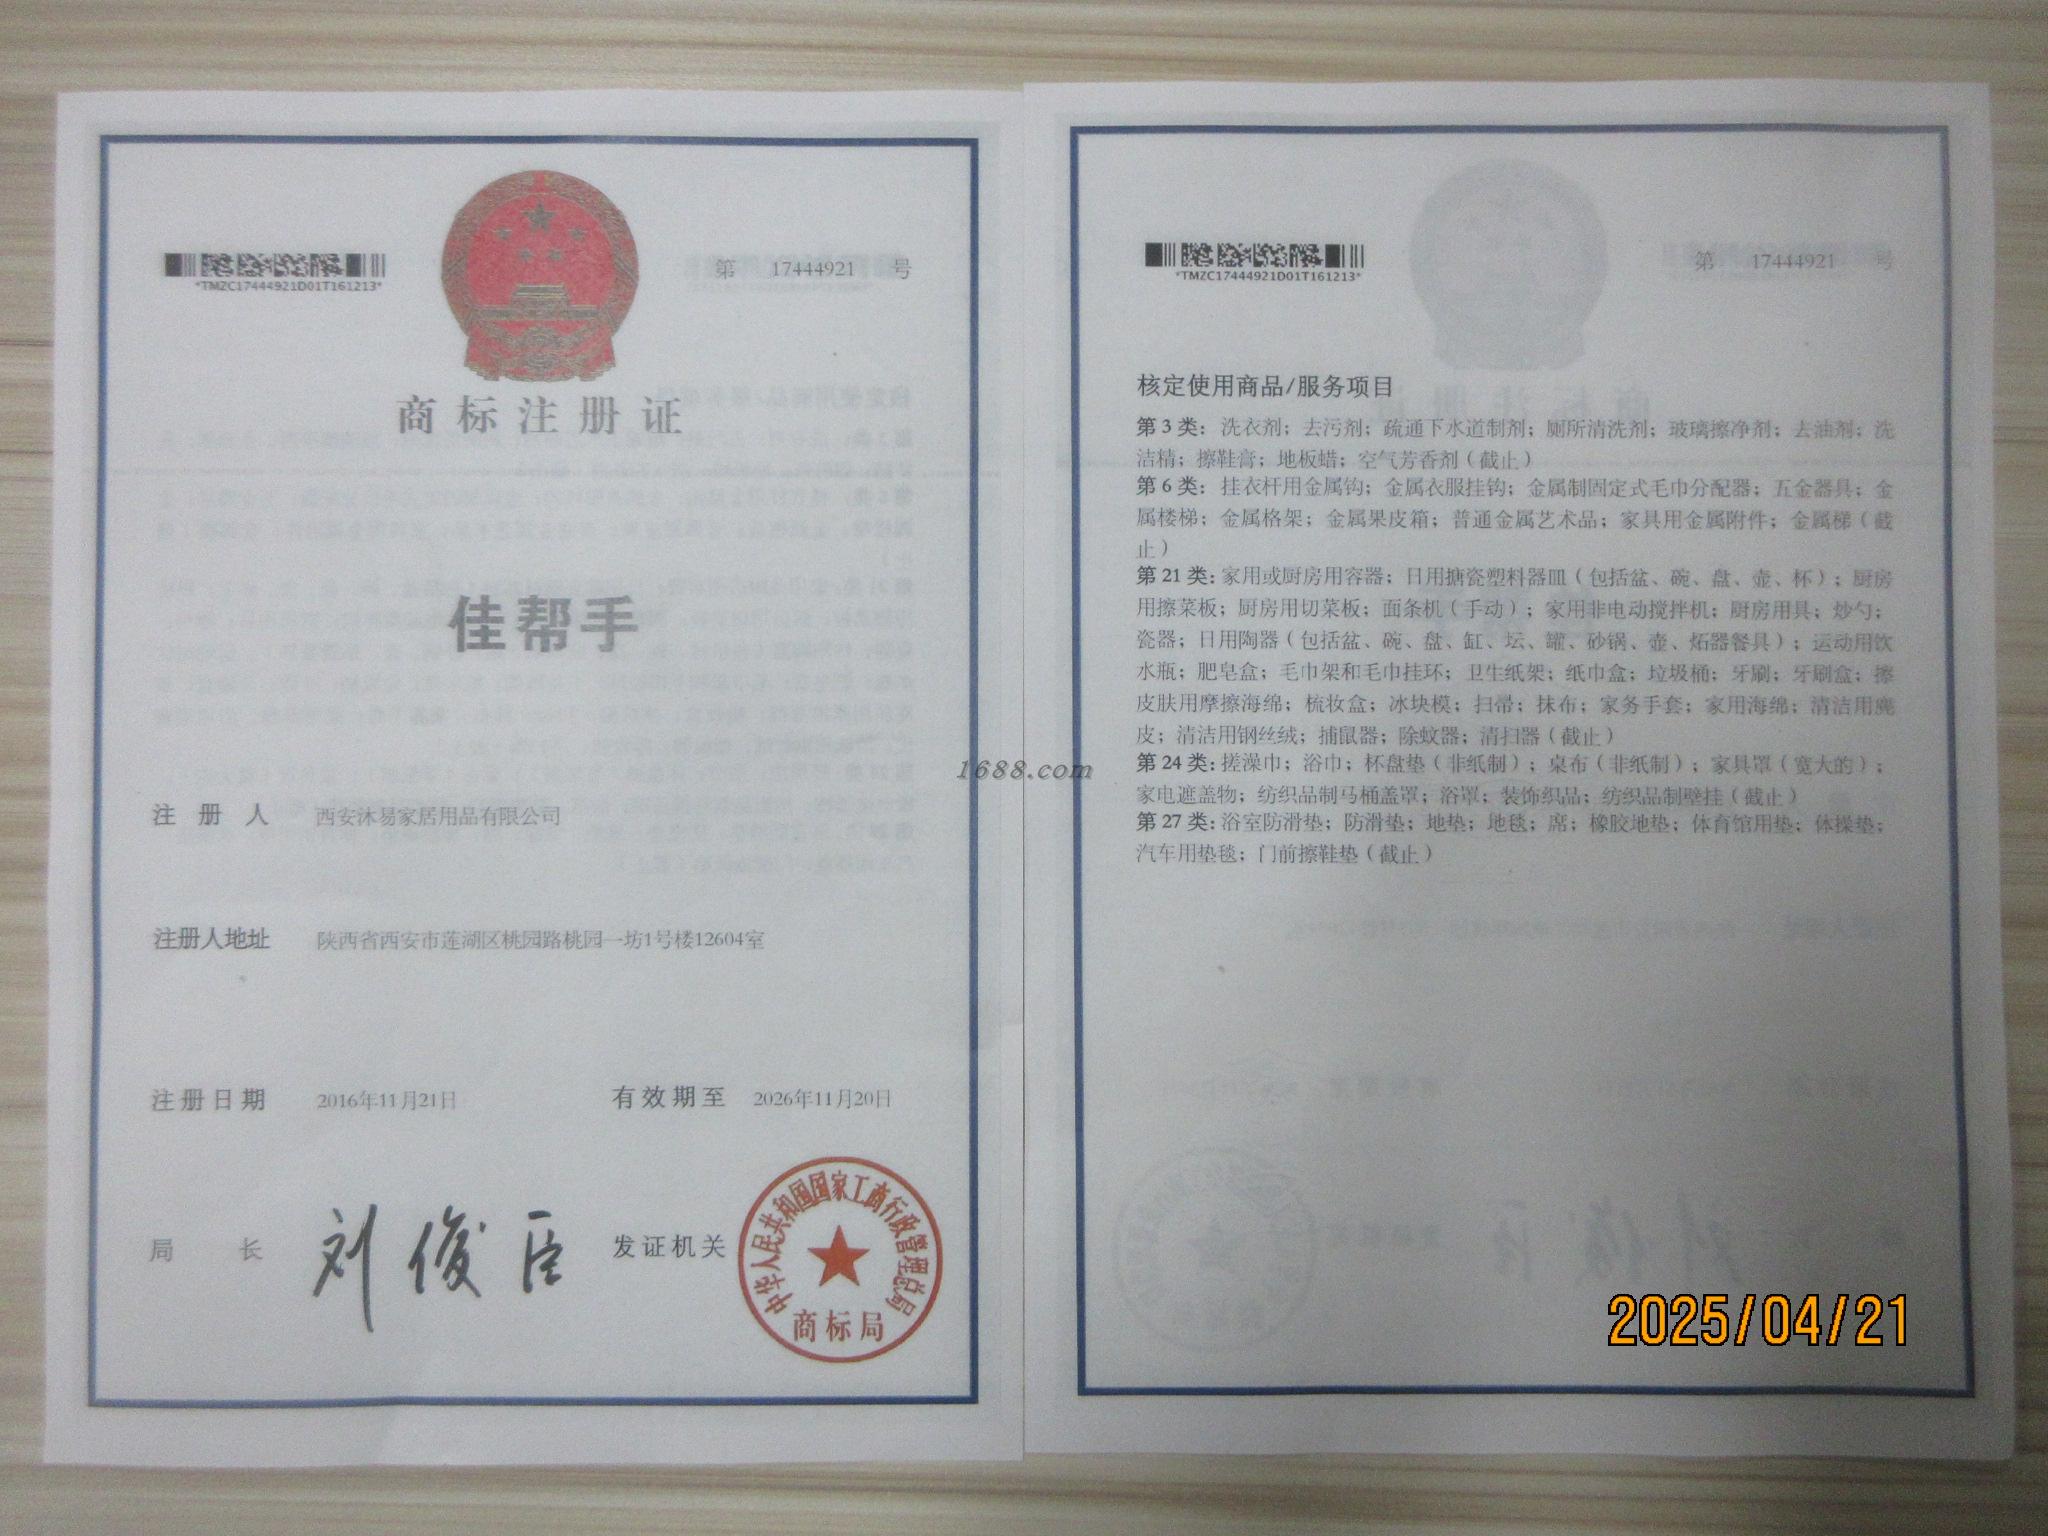 *TMZC17444921D01T161213*
第 17444921 号
商标注册证
佳帮手
注册人 西安沐易家居用品有限公司
注册人地址 陕西省西安市莲湖区桃园路桃园一坊1号楼12604室
注册日期 2016年11月21日 有效期至 2026年11月20日
局长 刘俊臣 发证机关
中华人民共和国国家工商行政管理总局
商标局
1688.com
*TMZC17444921D01T161213*
第 17444921 号
核定使用商品/服务项目
第 3 类：洗衣剂；去污剂；疏通下水道制剂；厕所清洗剂；玻璃擦净剂；去油剂；洗
洁精；擦鞋膏；地板蜡；空气芳香剂（截止）
第 6 类：挂衣杆用金属钩；金属衣服挂钩；金属制固定式毛巾分配器；五金器具；金
属楼梯；金属格架；金属果皮箱；普通金属艺术品；家具用金属附件；金属梯（截
止）
第 21 类：家用或厨房用容器；日用搪瓷塑料器皿（包括盆、碗、盘、壶、杯）；厨房
用擦菜板；厨房用切菜板；面条机（手动）；家用非电动搅拌机；厨房用具；炒勺；
瓷器；日用陶器（包括盆、碗、盘、缸、坛、罐、砂锅、壶、炻器餐具）；运动用饮
水瓶；肥皂盒；毛巾架和毛巾挂环；卫生纸架；纸巾盒；垃圾桶；牙刷；牙刷盒；擦
皮肤用摩擦海绵；梳妆盒；冰块模；扫帚；抹布；家务手套；家用海绵；清洁用麂
皮；清洁用钢丝绒；捕鼠器；除蚊器；清扫器（截止）
第 24 类：搓澡巾；浴巾；杯盘垫（非纸制）；桌布（非纸制）；家具罩（宽大的）；
家电遮盖物；纺织品制马桶盖罩；浴罩；装饰织品；纺织品制壁挂（截止）
第 27 类：浴室防滑垫；防滑垫；地垫；地毯；席；橡胶地垫；体育馆用垫；体操垫；
汽车用垫毯；门前擦鞋垫（截止）
2025/04/21